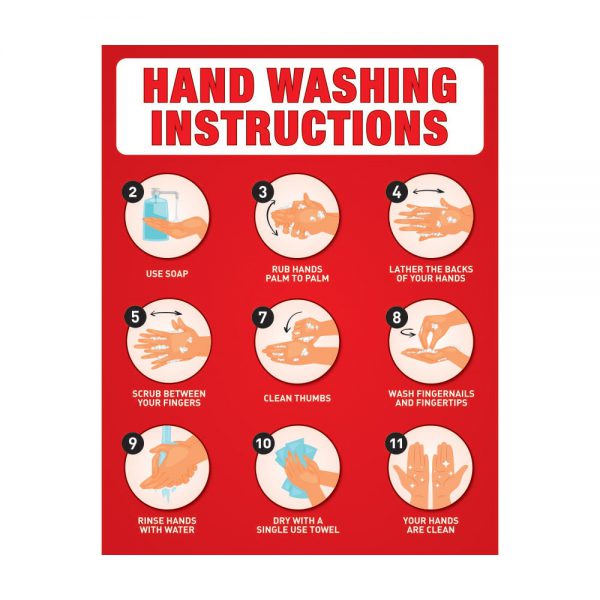 HAND WASHING
INSTRUCTIONS
2
USE SOAP
3
RUB HANDS
PALM TO PALM
4
LATHER THE BACKS
OF YOUR HANDS
5
SCRUB BETWEEN
YOUR FINGERS
7
CLEAN THUMBS
8
WASH FINGERNAILS
AND FINGERTIPS
9
RINSE HANDS
WITH WATER
10
DRY WITH A
SINGLE USE TOWEL
11
YOUR HANDS
ARE CLEAN